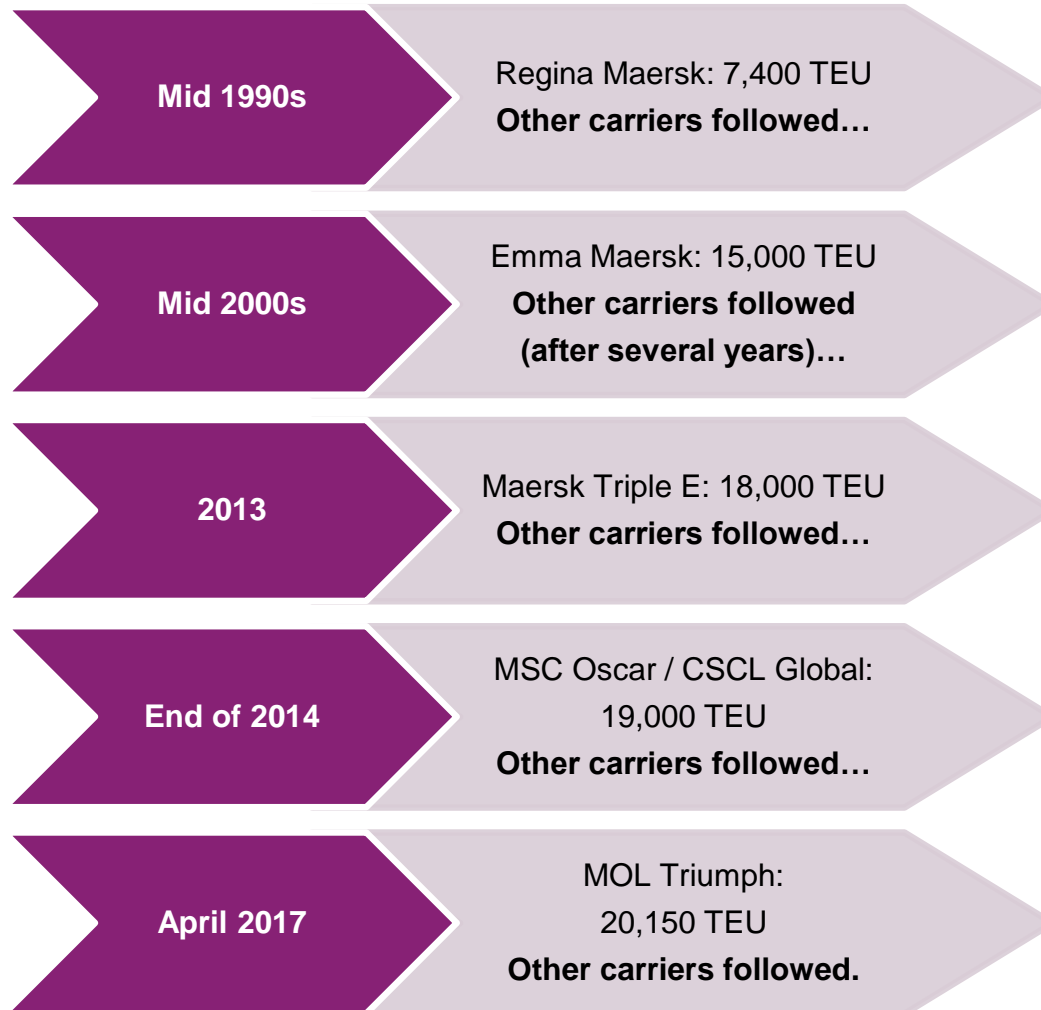 Mid 1990s
Regina Maersk: 7,400 TEU
Other carriers followed…
Mid 2000s
Emma Maersk: 15,000 TEU
Other carriers followed
(after several years)…
2013
Maersk Triple E: 18,000 TEU
Other carriers followed…
End of 2014
MSC Oscar / CSCL Global:
19,000 TEU
Other carriers followed…
April 2017
MOL Triumph:
20,150 TEU
Other carriers followed.